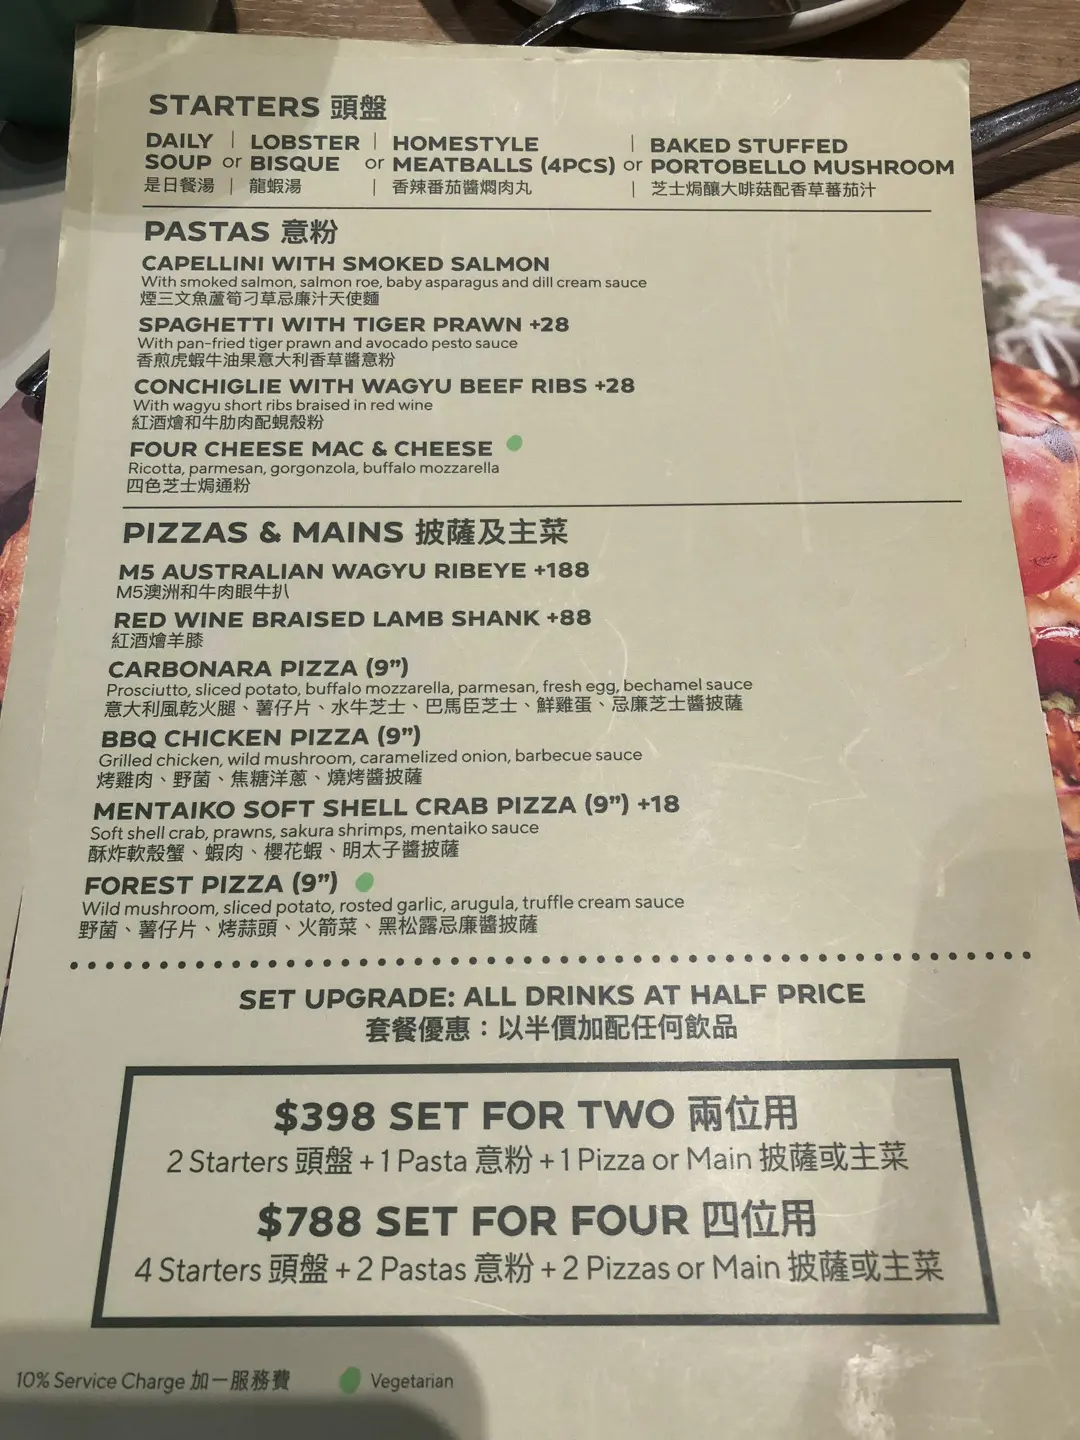 STARTERS 頭盤
DAILY | LOBSTER | HOMESTYLE | BAKED STUFFED
SOUP or BISQUE or MEATBALLS (4PCS) or PORTOBELLO MUSHROOM
是日餐湯 | 龍蝦湯 | 香辣番茄醬燜肉丸 | 芝士焗釀大啡菇配香草蕃茄汁
PASTAS 意粉
CAPELLINI WITH SMOKED SALMON
With smoked salmon, salmon roe, baby asparagus and dill cream sauce
煙三文魚蘆筍刁草忌廉汁天使麵
SPAGHETTI WITH TIGER PRAWN +28
With pan-fried tiger prawn and avocado pesto sauce
香煎虎蝦牛油果意大利香草醬意粉
CONCHIGLIE WITH WAGYU BEEF RIBS +28
With wagyu short ribs braised in red wine
紅酒燴和牛肋肉配蜆殼粉
FOUR CHEESE MAC & CHEESE
Ricotta, parmesan, gorgonzola, buffalo mozzarella
四色芝士焗通粉
PIZZAS & MAINS 披薩及主菜
M5 AUSTRALIAN WAGYU RIBEYE +188
M5澳洲和牛肉眼牛扒
RED WINE BRAISED LAMB SHANK +88
紅酒燴羊膝
CARBONARA PIZZA (9”)
Prosciutto, sliced potato, buffalo mozzarella, parmesan, fresh egg, bechamel sauce
意大利風乾火腿、薯仔片、水牛芝士、巴馬臣芝士、鮮雞蛋、忌廉芝士醬披薩
BBQ CHICKEN PIZZA (9”)
Grilled chicken, wild mushroom, caramelized onion, barbecue sauce
烤雞肉、野菌、焦糖洋蔥、燒烤醬披薩
MENTAIKO SOFT SHELL CRAB PIZZA (9”) +18
Soft shell crab, prawns, sakura shrimps, mentaiko sauce
酥炸軟殼蟹、蝦肉、櫻花蝦、明太子醬披薩
FOREST PIZZA (9”)
Wild mushroom, sliced potato, rosted garlic, arugula, truffle cream sauce
野菌、薯仔片、烤蒜頭、火箭菜、黑松露忌廉醬披薩
SET UPGRADE: ALL DRINKS AT HALF PRICE
套餐優惠：以半價加配任何飲品
$398 SET FOR TWO 兩位用
2 Starters 頭盤 + 1 Pasta 意粉 + 1 Pizza or Main 披薩或主菜
$788 SET FOR FOUR 四位用
4 Starters 頭盤 + 2 Pastas 意粉 + 2 Pizzas or Main 披薩或主菜
10% Service Charge 加一服務費 Vegetarian